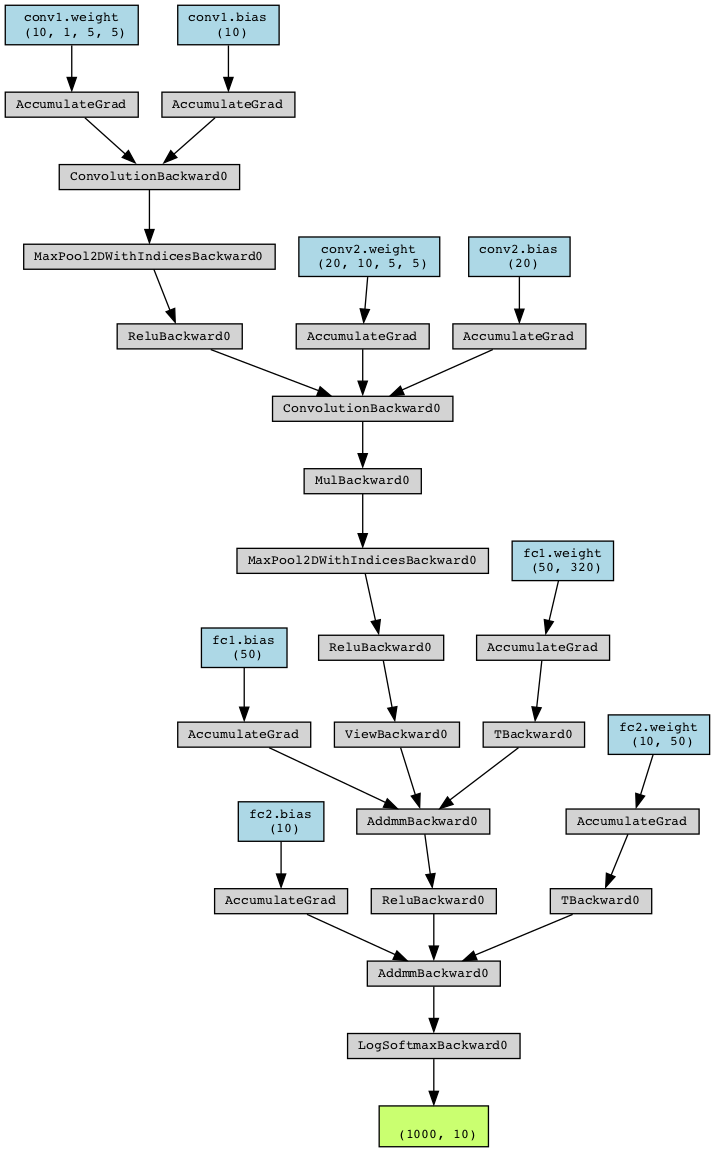 conv1.weight
(10, 1, 5, 5)
conv1.bias
(10)
AccumulateGrad
AccumulateGrad
ConvolutionBackward0
MaxPool2DWithIndicesBackward0
conv2.weight
(20, 10, 5, 5)
conv2.bias
(20)
ReluBackward0
AccumulateGrad
AccumulateGrad
ConvolutionBackward0
MulBackward0
MaxPool2DWithIndicesBackward0
fc1.weight
(50, 320)
fc1.bias
(50)
ReluBackward0
AccumulateGrad
AccumulateGrad
ViewBackward0
TBackward0
fc2.weight
(10, 50)
fc2.bias
(10)
AddmmBackward0
AccumulateGrad
AccumulateGrad
ReluBackward0
TBackward0
AddmmBackward0
LogSoftmaxBackward0
(1000, 10)